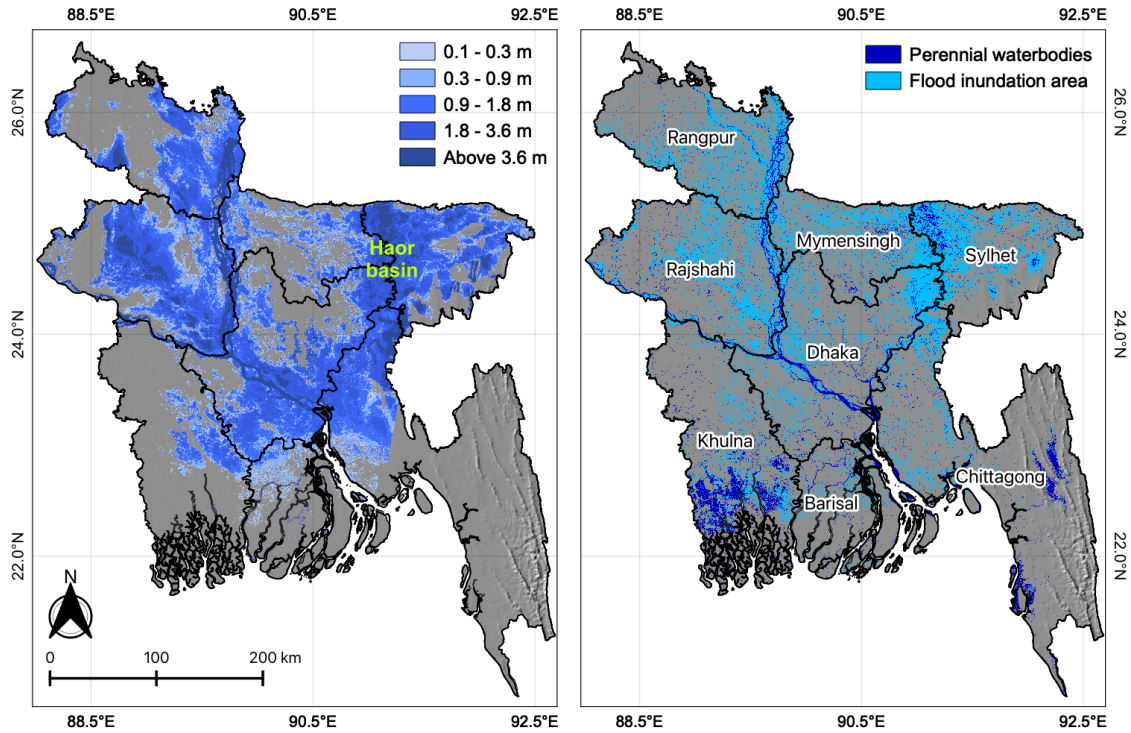 88.5°E 90.5°E 92.5°E
88.5°E 90.5°E 92.5°E
0.1 - 0.3 m
0.3 - 0.9 m
0.9 - 1.8 m
1.8 - 3.6 m
Above 3.6 m
26.0°N
24.0°N
22.0°N
Haor
basin
N
0 100 200 km
88.5°E 90.5°E 92.5°E
Perennial waterbodies
Flood inundation area
Rangpur
Mymensingh
Sylhet
Rajshahi
Dhaka
Khulna
Chittagong
Barisal
26.0°N
24.0°N
22.0°N
88.5°E 90.5°E 92.5°E